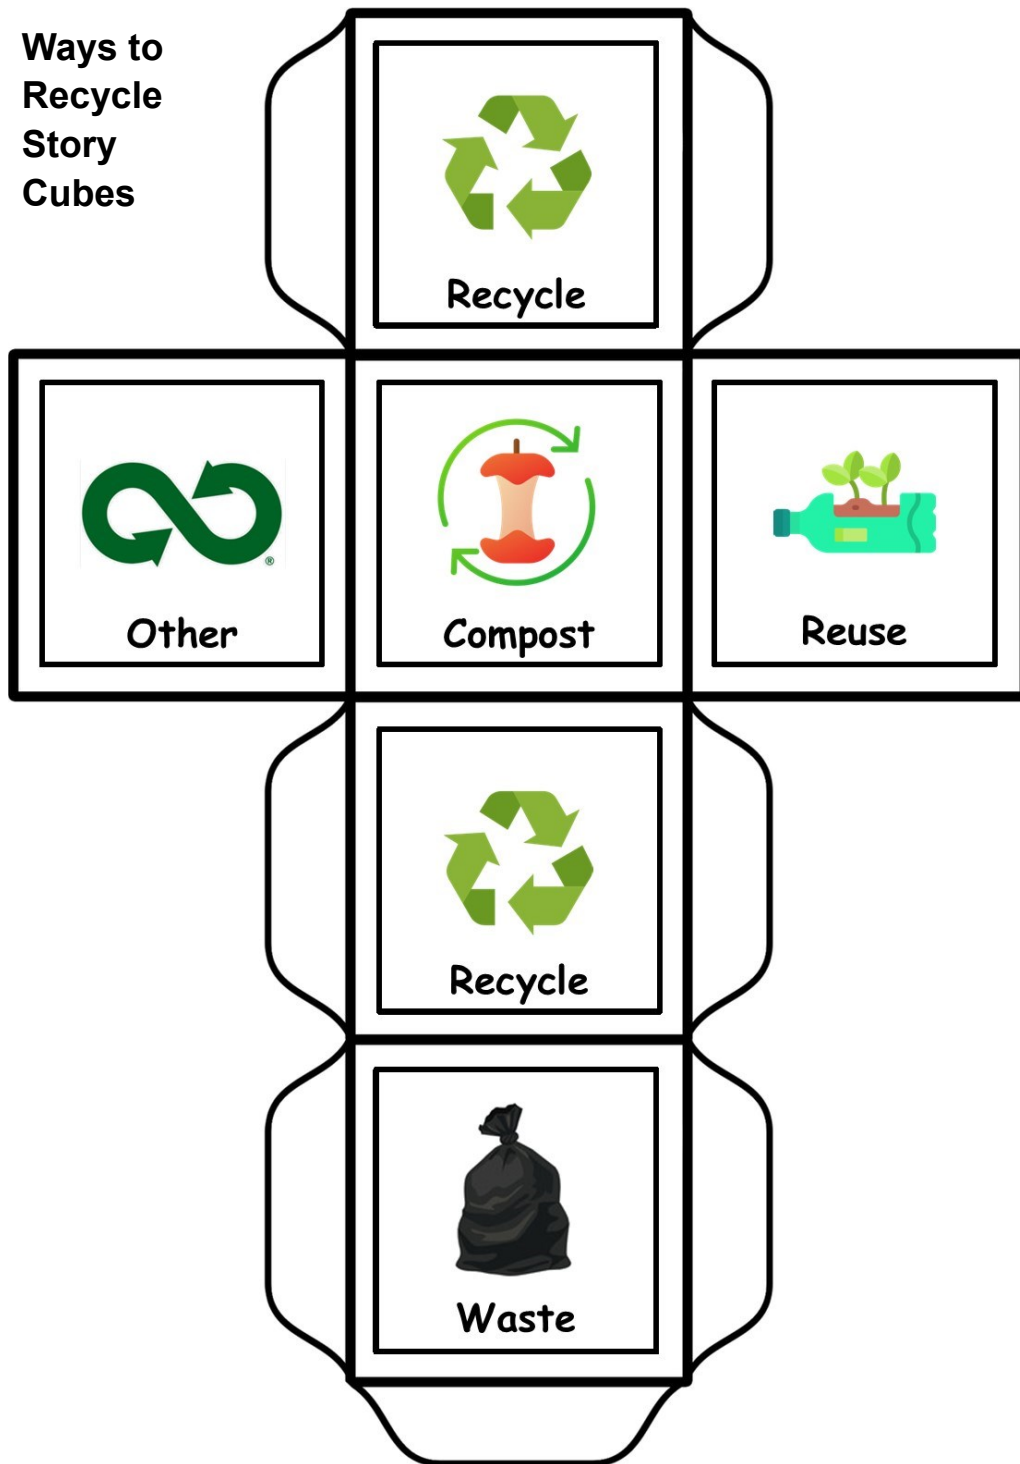 Ways to
Recycle
Story
Cubes
Recycle
®
Other
Compost
Reuse
Recycle
Waste